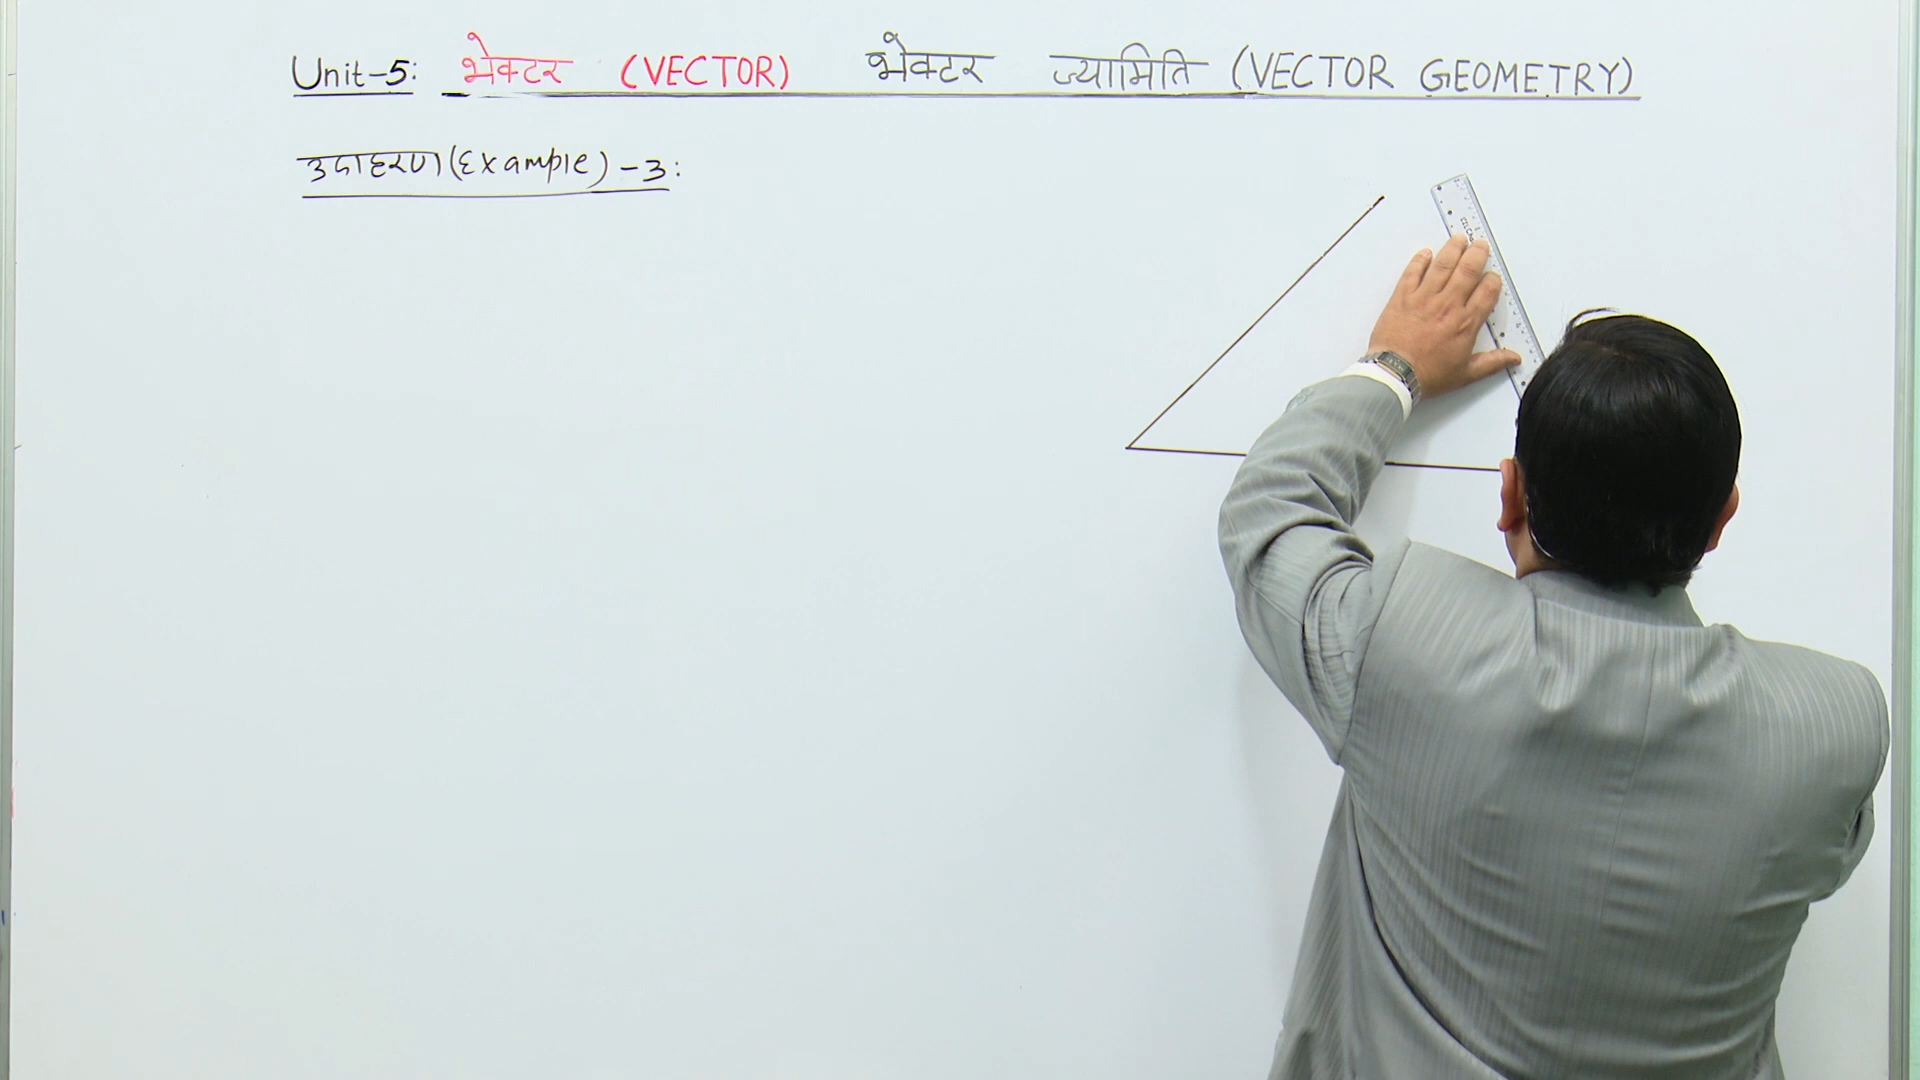 Unit-5: भेक्टर (VECTOR) भेक्टर ज्यामिति (VECTOR GEOMETRY)
उदाहरण (Example) - 3: